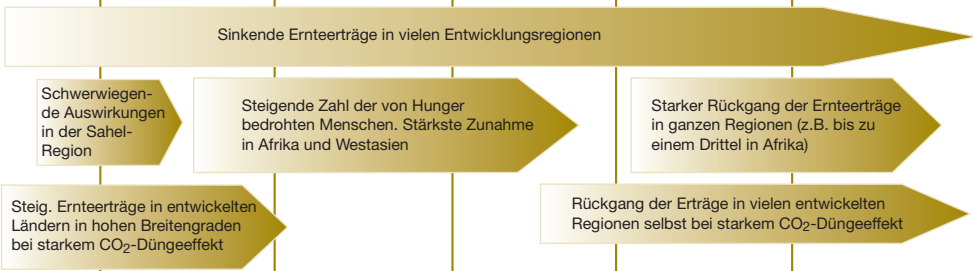 Sinkende Ernteerträge in vielen Entwicklungsregionen
Schwerwiegen-
de Auswirkungen
in der Sahel-
Region
Steigende Zahl der von Hunger
bedrohten Menschen. Stärkste Zunahme
in Afrika und Westasien
Starker Rückgang der Ernteerträge
in ganzen Regionen (z.B. bis zu
einem Drittel in Afrika)
Steig. Ernteerträge in entwickelten
Ländern in hohen Breitengraden
bei starkem CO₂-Düngeeffekt
Rückgang der Erträge in vielen entwickelten
Regionen selbst bei starkem CO₂-Düngeeffekt